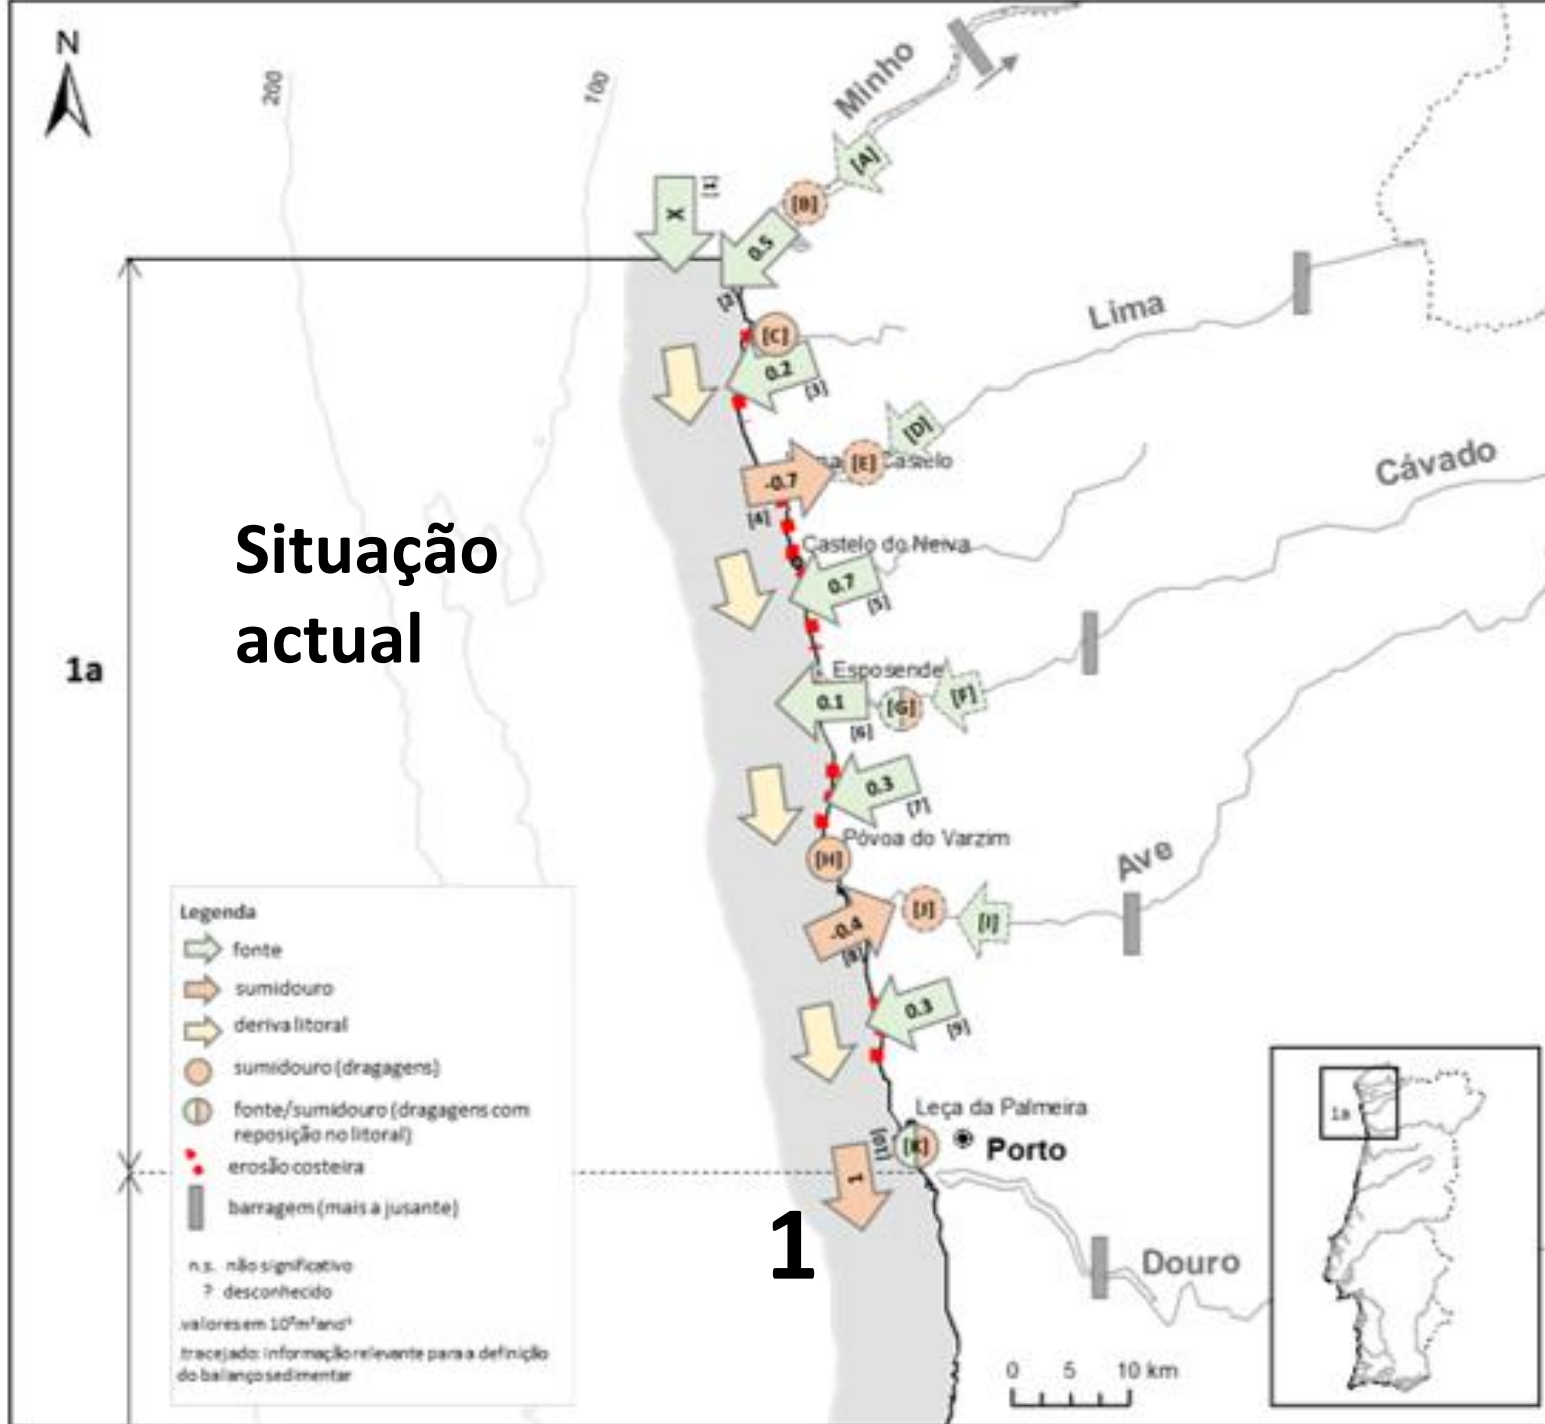 N
200
100
Minho
[A]
[B]
[1]
X
0.5
[2]
Lima
[C]
0.2
[3]
[D]
[E]
Castelo
-0.7
[4]
Cávado
Situação
actual
Castelo do Neiva
0.7
[5]
1a
Esposende
[F]
[G]
0.1
[6]
0.3
[7]
Póvoa do Varzim
[H]
Ave
[J]
[I]
-0.4
[8]
0.3
[9]
Leça da Palmeira
[K]
Porto
[10]
1
1
Douro
1a
0 5 10 km
Legenda
fonte
sumidouro
deriva litoral
sumidouro (dragagens)
fonte/sumidouro (dragagens com
reposição no litoral)
erosão costeira
barragem (mais a jusante)
n.s. não significativo
? desconhecido
.valores em
.tracejado: informação relevante para a definição
do balanço sedimentar